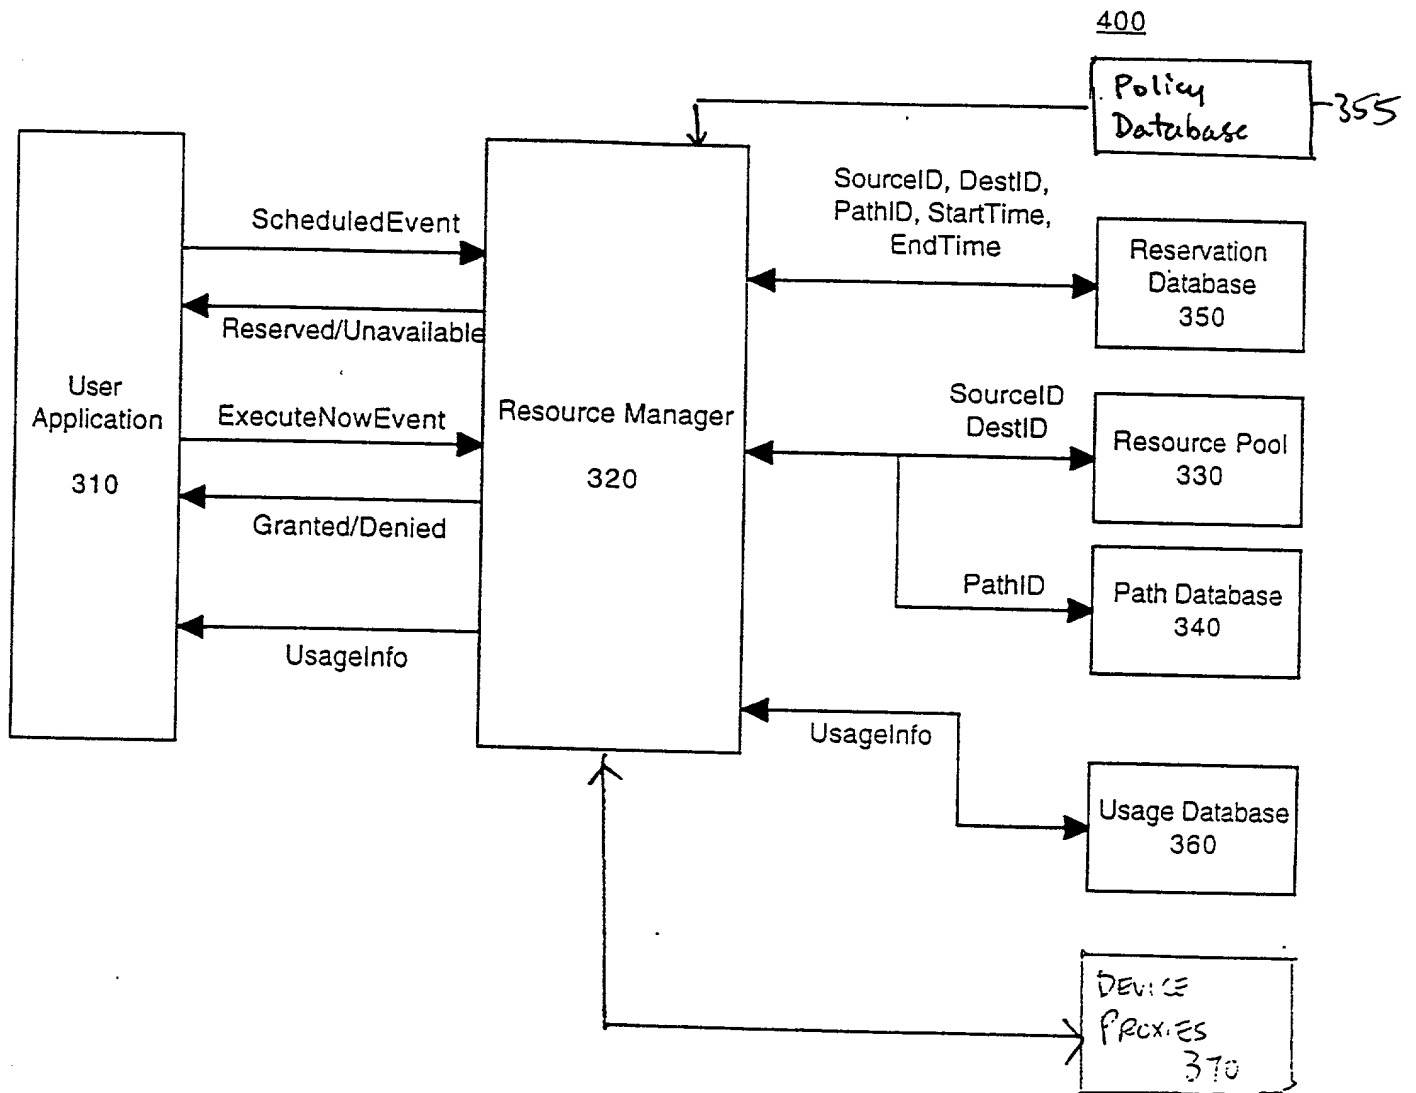 400
Policy
Database
355
SourceID, DestID,
PathID, StartTime,
EndTime
ScheduledEvent
Reservation
Database
350
Reserved/Unavailable
User
Application
310
ExecuteNowEvent
Resource Manager
320
SourceID
DestID
Resource Pool
330
Granted/Denied
PathID
Path Database
340
UsageInfo
UsageInfo
Usage Database
360
DEVICE
PROXIES
370